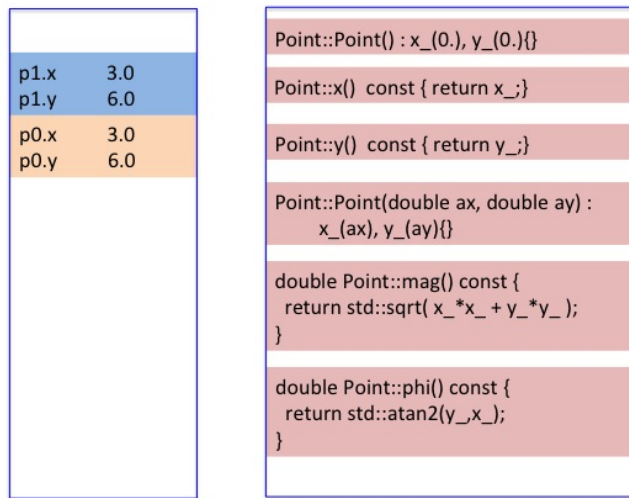 p1.x 3.0
p1.y 6.0
p0.x 3.0
p0.y 6.0
Point::Point() : x_(0.), y_(0.){}
Point::x() const { return x_;}
Point::y() const { return y_;}
Point::Point(double ax, double ay) :
x_(ax), y_(ay){}
double Point::mag() const {
return std::sqrt( x_*x_ + y_*y_ );
}
double Point::phi() const {
return std::atan2(y_,x_);
}